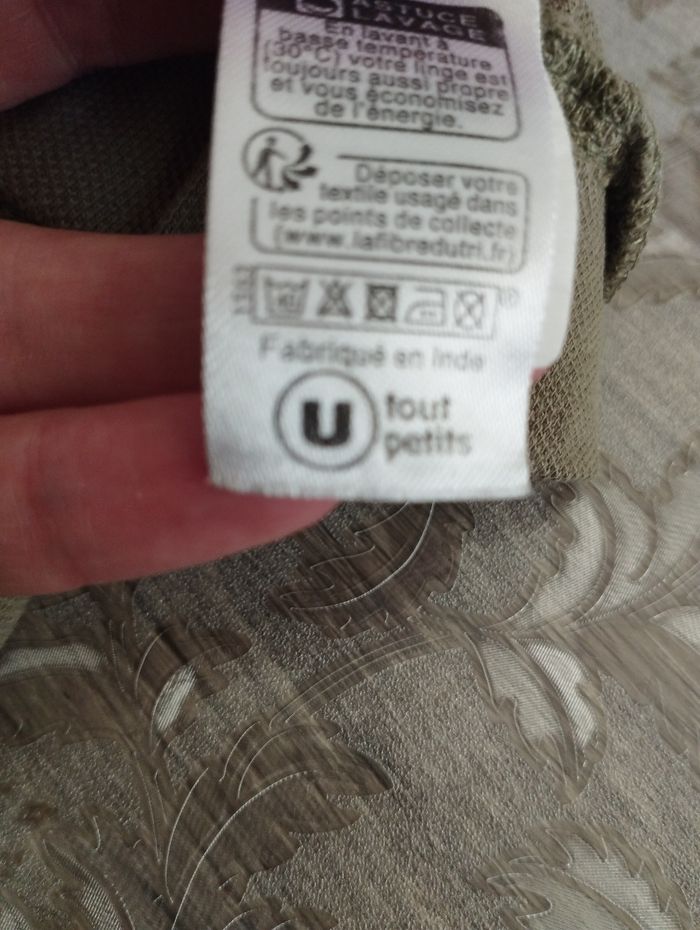 ASTUCE
LAVAGE
En lavant à
basse température
(30°C) votre linge est
toujours aussi propre
et vous économisez
de l'énergie.
Déposer votre
textile usagé dans
les points de collecte
(www.lafibredutri.fr)
40
Fabriqué en Inde
U tout
petits